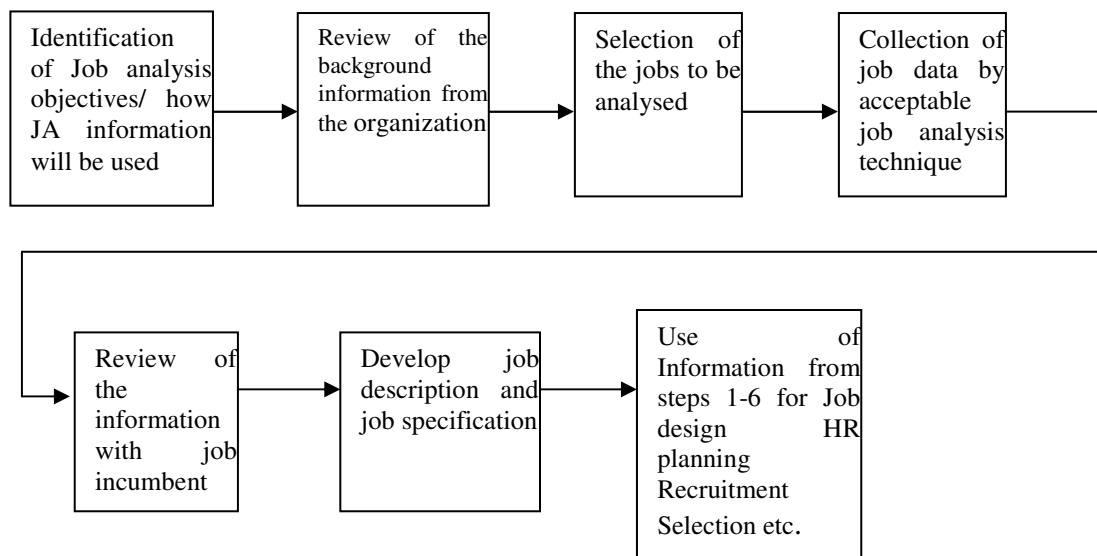 Identification
of Job analysis
objectives/ how
JA information
will be used
Review of the
background
information from
the organization
Selection of
the jobs to be
analysed
Collection of
job data by
acceptable
job analysis
technique
Review of
the
information
with job
incumbent
Develop job
description and
job specification
Use of
Information from
steps 1-6 for Job
design HR
planning
Recruitment
Selection etc.